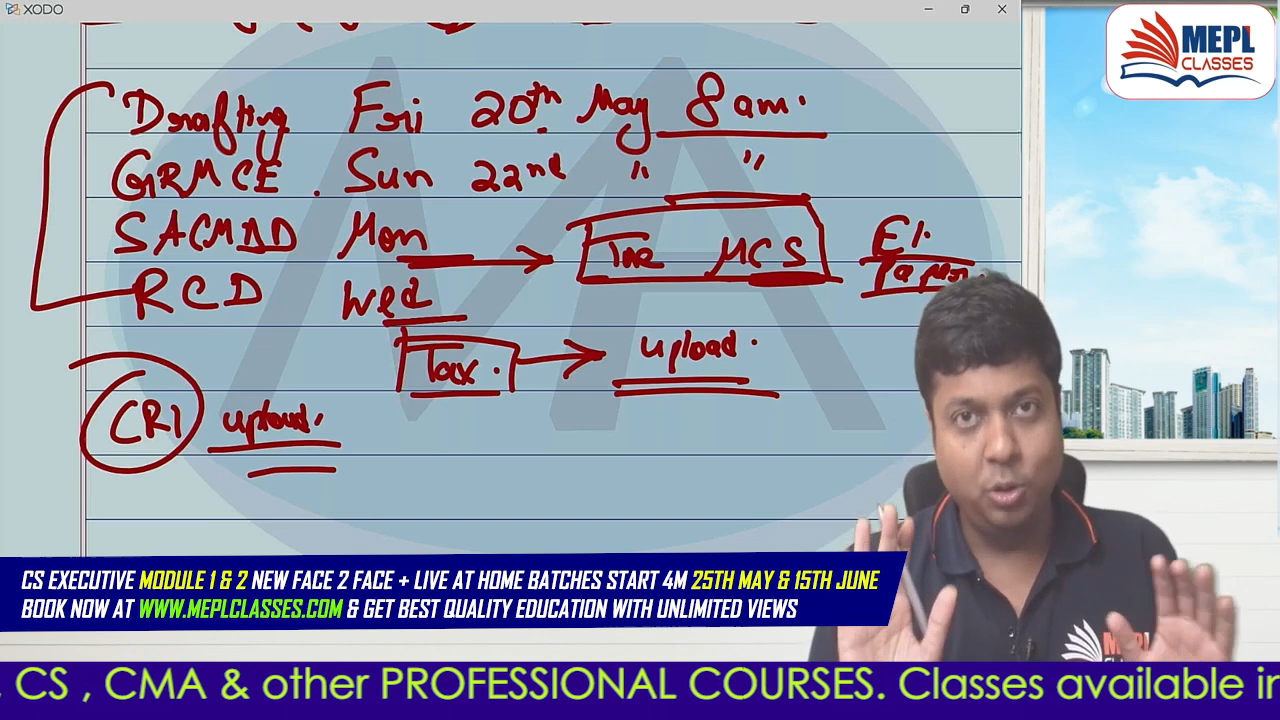 XODO
MEPL
CLASSES
Drafting Fri 20th May 8 am.
GRMCE . Sun 22nd " "
SACMDD Mon MCS El.
RCD Wed
Tax. upload.
CRI upload.
CS EXECUTIVE MODULE 1 & 2 NEW FACE 2 FACE + LIVE AT HOME BATCHES START 4M 25TH MAY & 15TH JUNE
BOOK NOW AT WWW.MEPLCLASSES.COM & GET BEST QUALITY EDUCATION WITH UNLIMITED VIEWS
, CS , CMA & other PROFESSIONAL COURSES. Classes available in